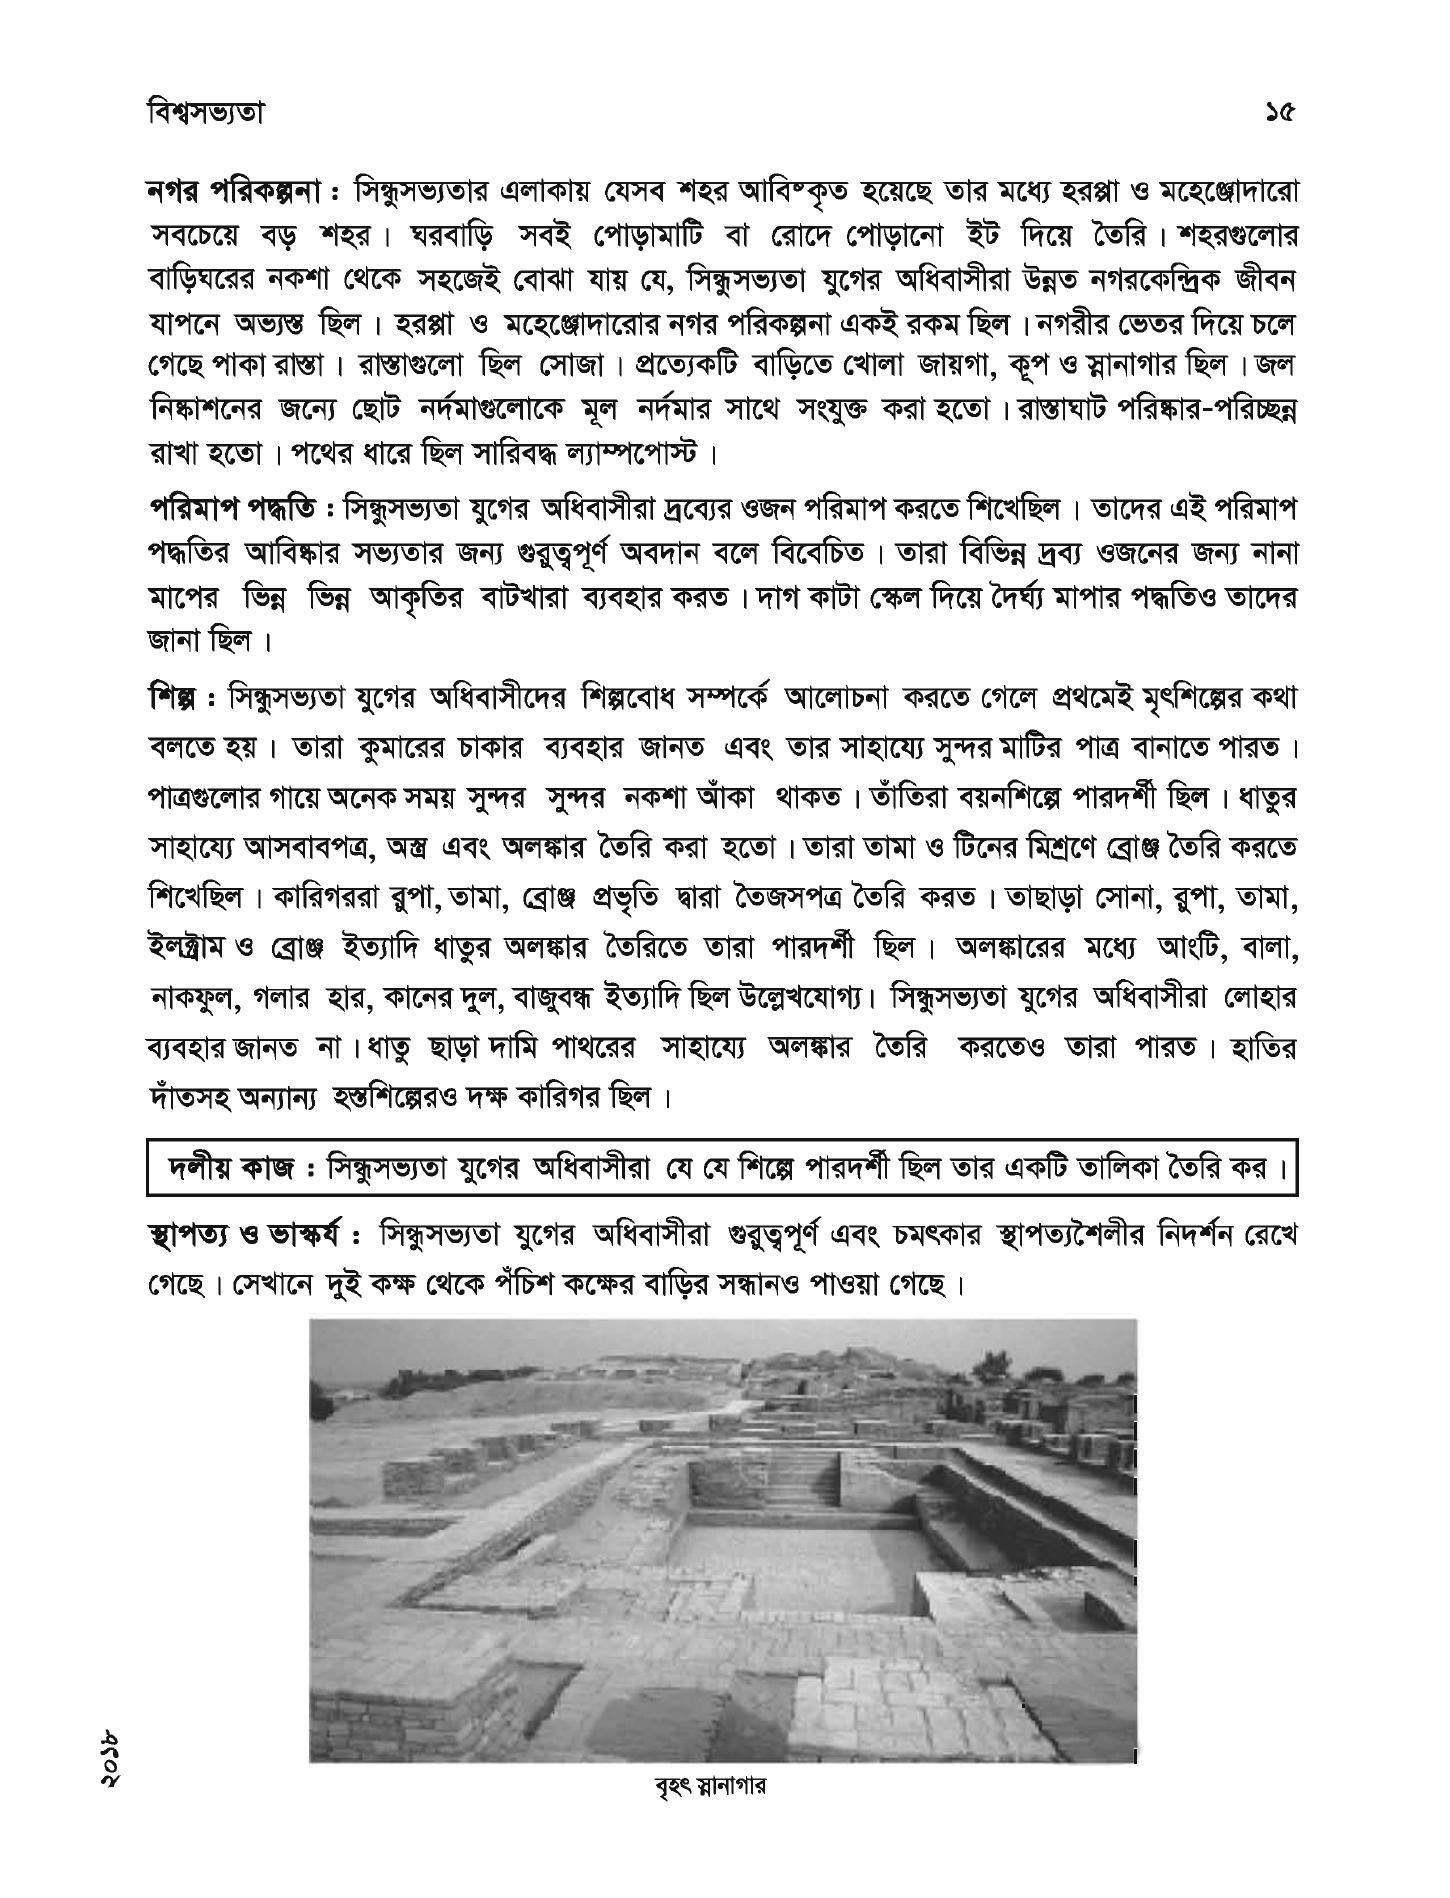 বিশ্বসভ্যতা ১৫
নগর পরিকল্পনা : সিন্ধুসভ্যতার এলাকায় যেসব শহর আবিষ্কৃত হয়েছে তার মধ্যে হরপ্পা ও মহেঞ্জোদারো
সবচেয়ে বড় শহর। ঘরবাড়ি সবই পোড়ামাটি বা রোদে পোড়ানো ইট দিয়ে তৈরি। শহরগুলোর
বাড়িঘরের নকশা থেকে সহজেই বোঝা যায় যে, সিন্ধুসভ্যতা যুগের অধিবাসীরা উন্নত নগরকেন্দ্রিক জীবন
যাপনে অভ্যস্ত ছিল। হরপ্পা ও মহেঞ্জোদারোর নগর পরিকল্পনা একই রকম ছিল। নগরীর ভেতর দিয়ে চলে
গেছে পাকা রাস্তা। রাস্তাগুলো ছিল সোজা। প্রত্যেকটি বাড়িতে খোলা জায়গা, কূপ ও স্নানাগার ছিল। জল
নিষ্কাশনের জন্যে ছোট নর্দমাগুলোকে মূল নর্দমার সাথে সংযুক্ত করা হতো। রাস্তাঘাট পরিষ্কার-পরিচ্ছন্ন
রাখা হতো। পথের ধারে ছিল সারিবদ্ধ ল্যাম্পপোস্ট।
পরিমাপ পদ্ধতি : সিন্ধুসভ্যতা যুগের অধিবাসীরা দ্রব্যের ওজন পরিমাপ করতে শিখেছিল। তাদের এই পরিমাপ
পদ্ধতির আবিষ্কার সভ্যতার জন্য গুরুত্বপূর্ণ অবদান বলে বিবেচিত। তারা বিভিন্ন দ্রব্য ওজনের জন্য নানা
মাপের ভিন্ন ভিন্ন আকৃতির বাটখারা ব্যবহার করত। দাগ কাটা স্কেল দিয়ে দৈর্ঘ্য মাপার পদ্ধতিও তাদের
জানা ছিল।
শিল্প : সিন্ধুসভ্যতা যুগের অধিবাসীদের শিল্পবোধ সম্পর্কে আলোচনা করতে গেলে প্রথমেই মৃৎশিল্পের কথা
বলতে হয়। তারা কুমারের চাকার ব্যবহার জানত এবং তার সাহায্যে সুন্দর মাটির পাত্র বানাতে পারত।
পাত্রগুলোর গায়ে অনেক সময় সুন্দর সুন্দর নকশা আঁকা থাকত। তাঁতিরা বয়নশিল্পে পারদর্শী ছিল। ধাতুর
সাহায্যে আসবাবপত্র, অস্ত্র এবং অলঙ্কার তৈরি করা হতো। তারা তামা ও টিনের মিশ্রণে ব্রোঞ্জ তৈরি করতে
শিখেছিল। কারিগররা রুপা, তামা, ব্রোঞ্জ প্রভৃতি দ্বারা তৈজসপত্র তৈরি করত। তাছাড়া সোনা, রুপা, তামা,
ইলক্ট্রাম ও ব্রোঞ্জ ইত্যাদি ধাতুর অলঙ্কার তৈরিতে তারা পারদর্শী ছিল। অলঙ্কারের মধ্যে আংটি, বালা,
নাকফুল, গলার হার, কানের দুল, বাজুবন্ধ ইত্যাদি ছিল উল্লেখযোগ্য। সিন্ধুসভ্যতা যুগের অধিবাসীরা লোহার
ব্যবহার জানত না। ধাতু ছাড়া দামি পাথরের সাহায্যে অলঙ্কার তৈরি করতেও তারা পারত। হাতির
দাঁতসহ অন্যান্য হস্তশিল্পেরও দক্ষ কারিগর ছিল।
দলীয় কাজ : সিন্ধুসভ্যতা যুগের অধিবাসীরা যে যে শিল্পে পারদর্শী ছিল তার একটি তালিকা তৈরি কর।
স্থাপত্য ও ভাস্কর্য : সিন্ধুসভ্যতা যুগের অধিবাসীরা গুরুত্বপূর্ণ এবং চমৎকার স্থাপত্যশৈলীর নিদর্শন রেখে
গেছে। সেখানে দুই কক্ষ থেকে পঁচিশ কক্ষের বাড়ির সন্ধানও পাওয়া গেছে।
বৃহৎ স্নানাগার
২০১৮